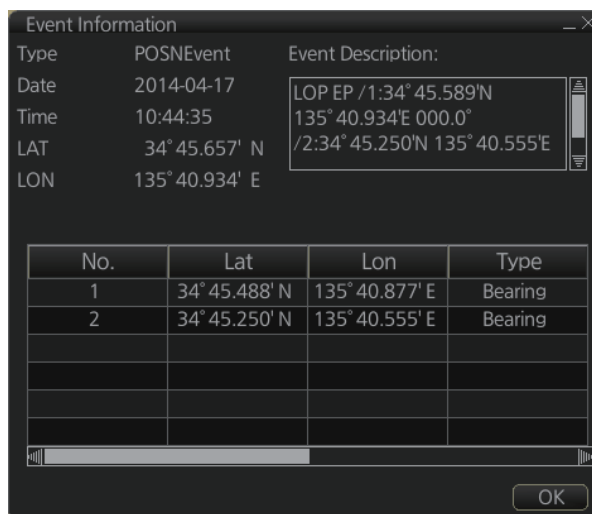 Event Information
Type POSNEvent
Date 2014-04-17
Time 10:44:35
LAT 34°45.657' N
LON 135°40.934' E
Event Description:
LOP EP /1:34°45.589'N
135°40.934'E 000.0°
/2:34°45.250'N 135°40.555'E
No. Lat Lon Type
1 34°45.488' N 135°40.877' E Bearing
2 34°45.250' N 135°40.555' E Bearing
OK